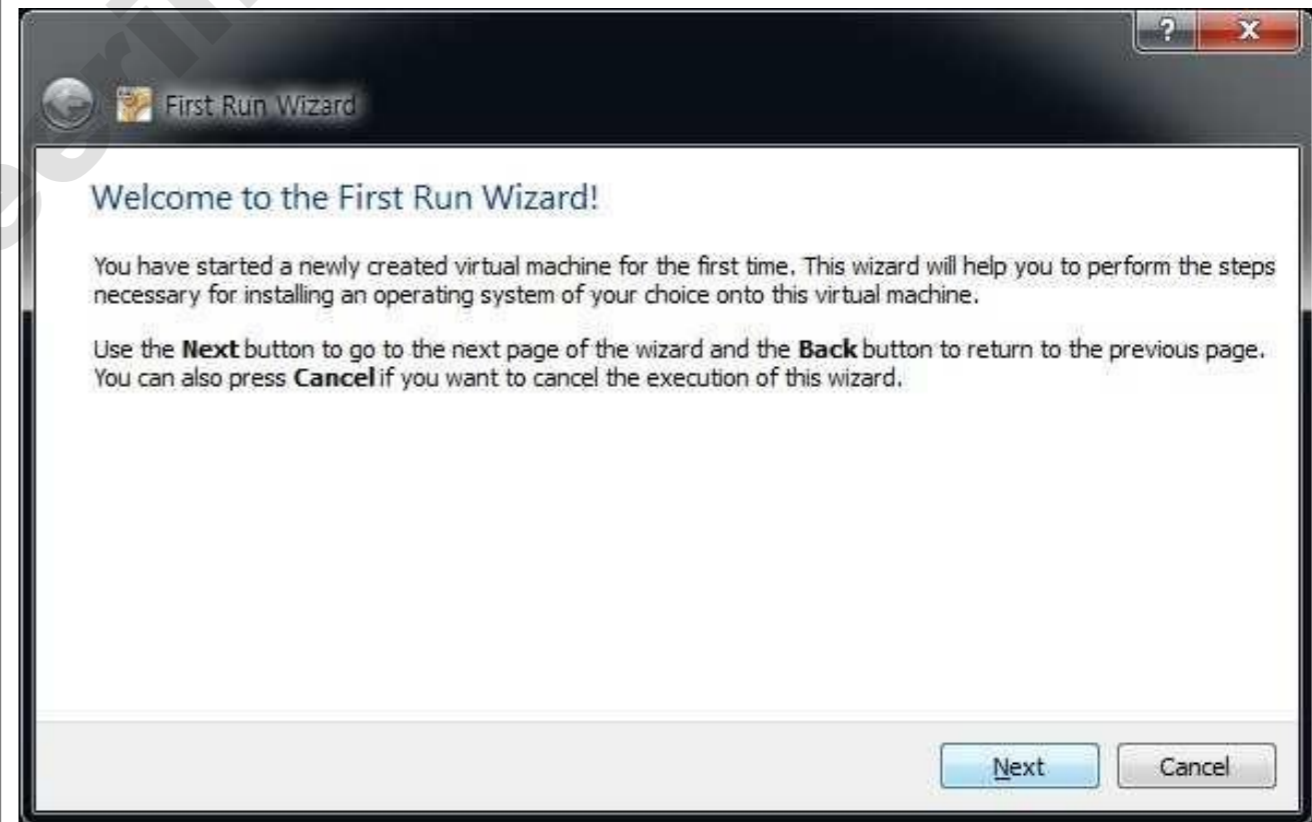 First Run Wizard
Welcome to the First Run Wizard!
You have started a newly created virtual machine for the first time. This wizard will help you to perform the steps
necessary for installing an operating system of your choice onto this virtual machine.
Use the Next button to go to the next page of the wizard and the Back button to return to the previous page.
You can also press Cancel if you want to cancel the execution of this wizard.
Next
Cancel